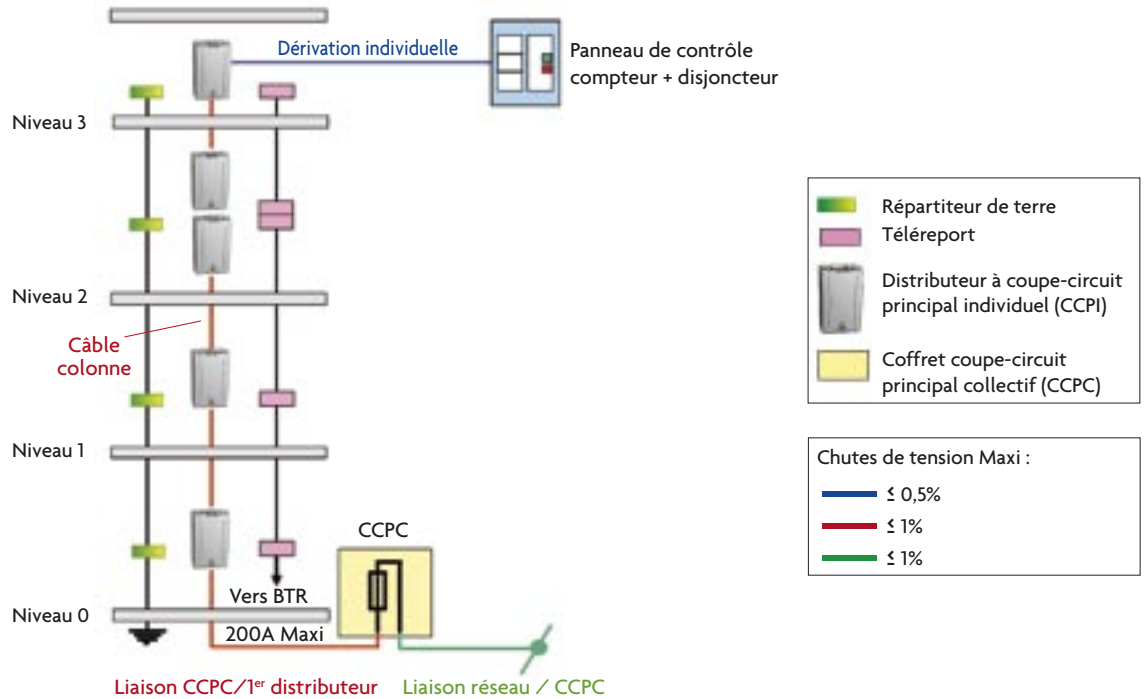 Dérivation individuelle
Panneau de contrôle
compteur + disjoncteur
Niveau 3
Niveau 2
Câble
colonne
Niveau 1
CCPC
Vers BTR
Niveau 0
200A Maxi
Liaison CCPC/1er distributeur
Liaison réseau / CCPC
Répartiteur de terre
Téléreport
Distributeur à coupe-circuit
principal individuel (CCPI)
Coffret coupe-circuit
principal collectif (CCPC)
Chutes de tension Maxi :
≤ 0,5%
≤ 1%
≤ 1%